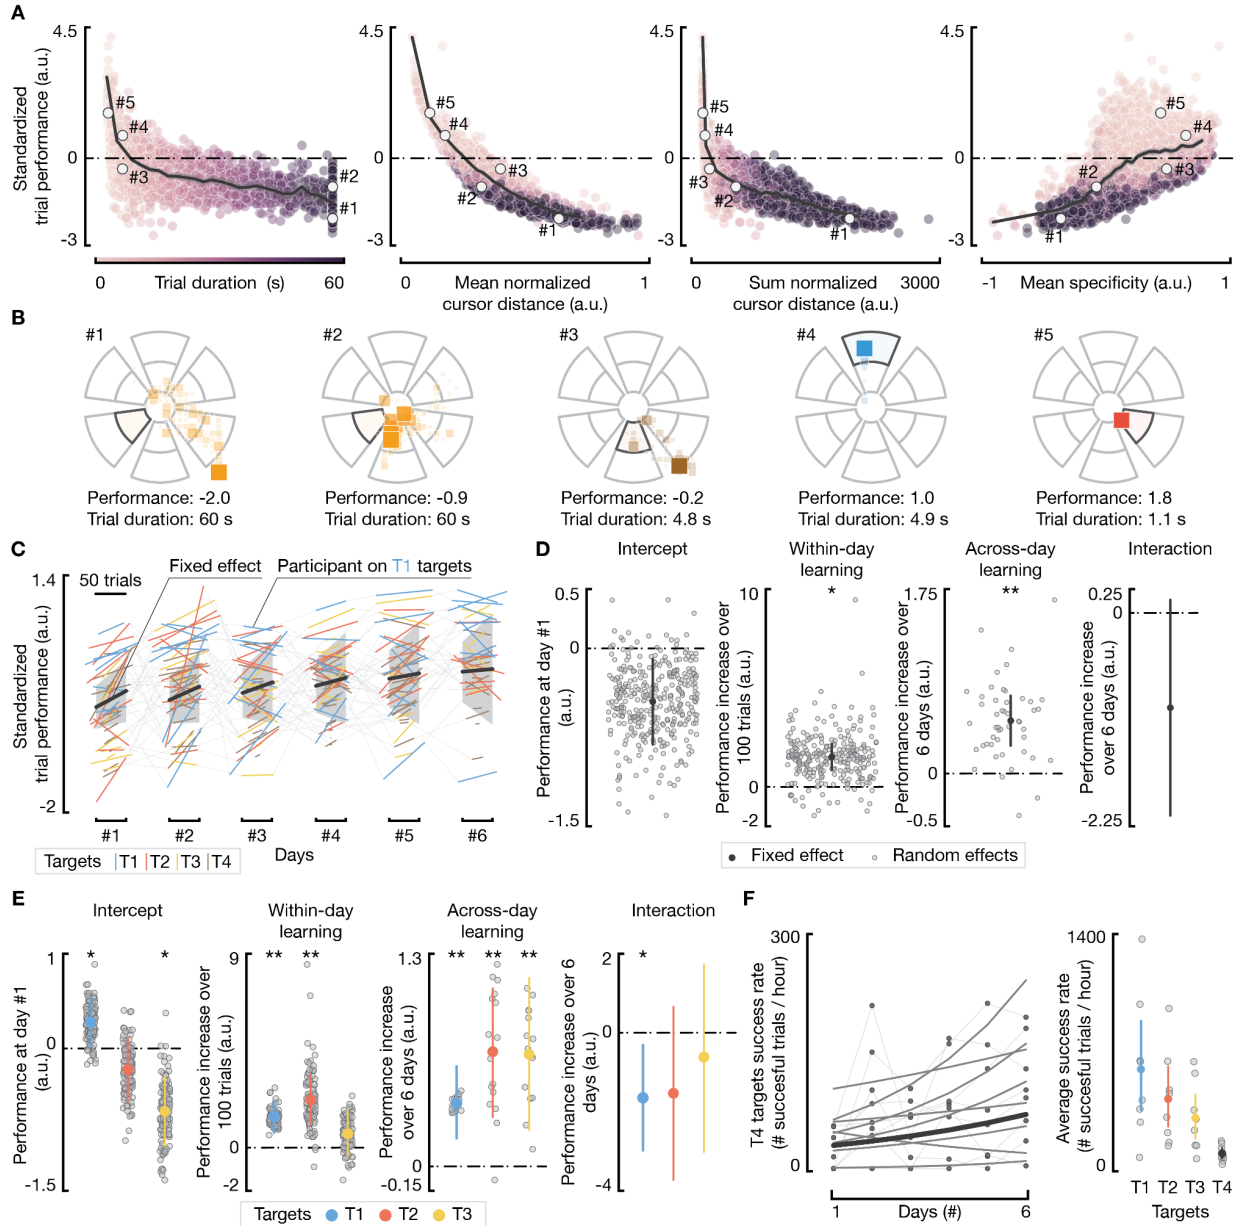 A
Standardized
trial performance (a.u.)
4.5
0
-3
#5
#4
#3
#2
#1
0
Trial duration (s)
60
4.5
0
-3
#5
#4
#3
#2
#1
0
Mean normalized
cursor distance (a.u.)
1
4.5
0
-3
#5
#4
#3
#2
#1
0
Sum normalized
cursor distance (a.u.)
3000
4.5
0
-3
#5
#4
#3
#2
#1
-1
Mean specificity (a.u.)
1
B
#1
Performance: -2.0
Trial duration: 60 s
#2
Performance: -0.9
Trial duration: 60 s
#3
Performance: -0.2
Trial duration: 4.8 s
#4
Performance: 1.0
Trial duration: 4.9 s
#5
Performance: 1.8
Trial duration: 1.1 s
C
Fixed effect
Participant on T1 targets
1.4
50 trials
Standardized
trial performance (a.u.)
-2
#1
#2
#3
#4
#5
#6
Days
Targets
T1
T2
T3
T4
D
Intercept
Performance at day #1
(a.u.)
0.5
0
-1.5
Within-day
learning
*
Performance increase over
100 trials (a.u.)
10
0
-2
Across-day
learning
**
Performance increase over
6 days (a.u.)
1.75
0
-0.5
Interaction
Performance increase
over 6 days (a.u.)
0.25
0
-2.25
Fixed effect
Random effects
E
Intercept
* *
Performance at day #1
(a.u.)
1
0
-1.5
Within-day
learning
** **
Performance increase over
100 trials (a.u.)
9
0
-2
Across-day
learning
** ** **
Performance increase
over 6 days (a.u.)
1.3
0
-0.15
Interaction
*
Performance increase over 6
days (a.u.)
2
0
-4
Targets
T1
T2
T3
F
T4 targets success rate
(# succesful trials / hour)
300
0
1
Days (#)
6
Average success rate
(# succesful trials / hour)
1400
0
T1
T2
T3
T4
Targets